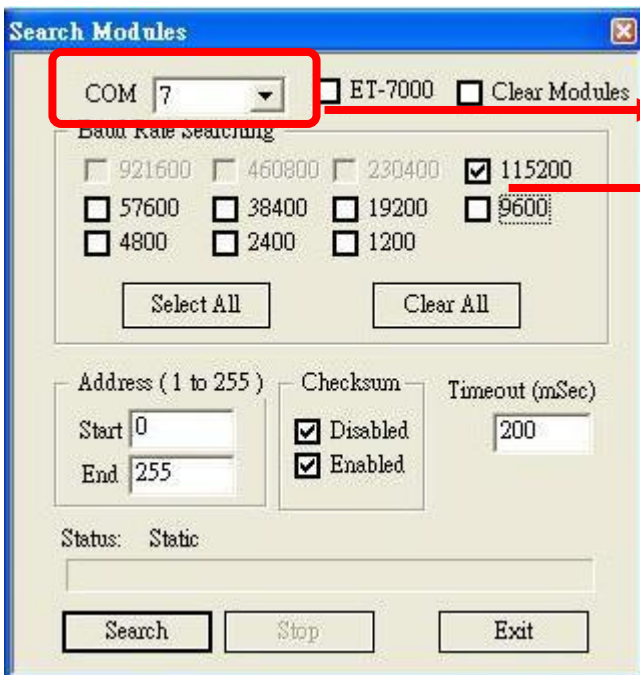 Search Modules
COM 7 ET-7000 Clear Modules
Baud Rate Searching
921600 460800 230400 115200
57600 38400 19200 9600
4800 2400 1200
Select All Clear All
Address ( 1 to 255 ) Checksum Timeout (mSec)
Start 0 Disabled 200
End 255 Enabled
Status: Static
Search Stop Exit